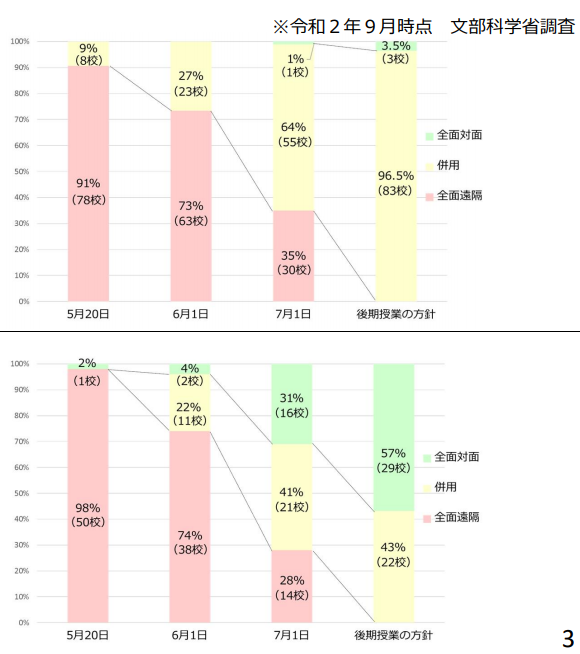 ※令和２年９月時点　文部科学省調査
100%
90%
80%
70%
60%
50%
40%
30%
20%
10%
0%
9%
（8校）
91%
（78校）
27%
（23校）
73%
（63校）
1%
（1校）
64%
（55校）
35%
（30校）
3.5%
（3校）
96.5%
（83校）
全面対面
併用
全面遠隔
5月20日
6月1日
7月1日
後期授業の方針
100%
90%
80%
70%
60%
50%
40%
30%
20%
10%
0%
2%
（1校）
98%
（50校）
4%
（2校）
22%
（11校）
74%
（38校）
31%
（16校）
41%
（21校）
28%
（14校）
57%
（29校）
43%
（22校）
全面対面
併用
全面遠隔
5月20日
6月1日
7月1日
後期授業の方針
3